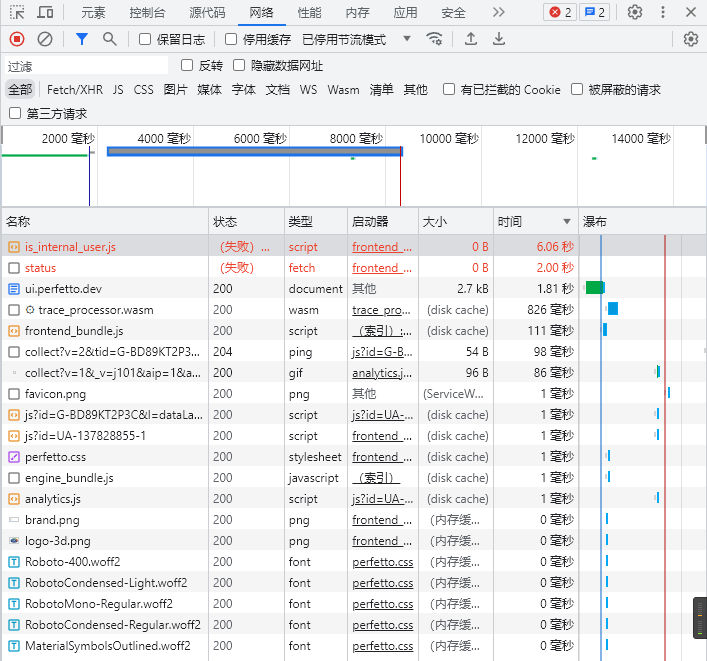 元素 控制台 源代码 网络 性能 内存 应用 安全 2 2
保留日志 停用缓存 已停用节流模式
过滤 反转 隐藏数据网址
全部 Fetch/XHR JS CSS 图片 媒体 字体 文档 WS Wasm 清单 其他 有已拦截的 Cookie 被屏蔽的请求
第三方请求
2000 毫秒 4000 毫秒 6000 毫秒 8000 毫秒 10000 毫秒 12000 毫秒 14000 毫秒
名称 状态 类型 启动器 大小 时间 瀑布
is_internal_user.js （失败）... script frontend_... 0 B 6.06 秒
status （失败） fetch frontend_... 0 B 2.00 秒
ui.perfetto.dev 200 document 其他 2.7 kB 1.81 秒
trace_processor.wasm 200 wasm trace_pro... (disk cache) 826 毫秒
frontend_bundle.js 200 script （索引）:... (disk cache) 111 毫秒
collect?v=2&tid=G-BD89KT2P3... 204 ping js?id=G-B... 54 B 98 毫秒
collect?v=1&_v=j101&aip=1&a... 200 gif analytics.j... 96 B 86 毫秒
favicon.png 200 png 其他 (ServiceW... 1 毫秒
js?id=G-BD89KT2P3C&l=dataLa... 200 script js?id=UA-... (disk cache) 1 毫秒
js?id=UA-137828855-1 200 script frontend_... (disk cache) 1 毫秒
perfetto.css 200 stylesheet frontend_... (disk cache) 1 毫秒
engine_bundle.js 200 javascript （索引） (disk cache) 1 毫秒
analytics.js 200 script js?id=UA-... (disk cache) 1 毫秒
brand.png 200 png frontend_... (内存缓... 0 毫秒
logo-3d.png 200 png frontend_... (内存缓... 0 毫秒
Roboto-400.woff2 200 font perfetto.css (内存缓... 0 毫秒
RobotoCondensed-Light.woff2 200 font perfetto.css (内存缓... 0 毫秒
RobotoMono-Regular.woff2 200 font perfetto.css (内存缓... 0 毫秒
RobotoCondensed-Regular.woff2 200 font perfetto.css (内存缓... 0 毫秒
MaterialSymbolsOutlined.woff2 200 font perfetto.css (内存缓... 0 毫秒